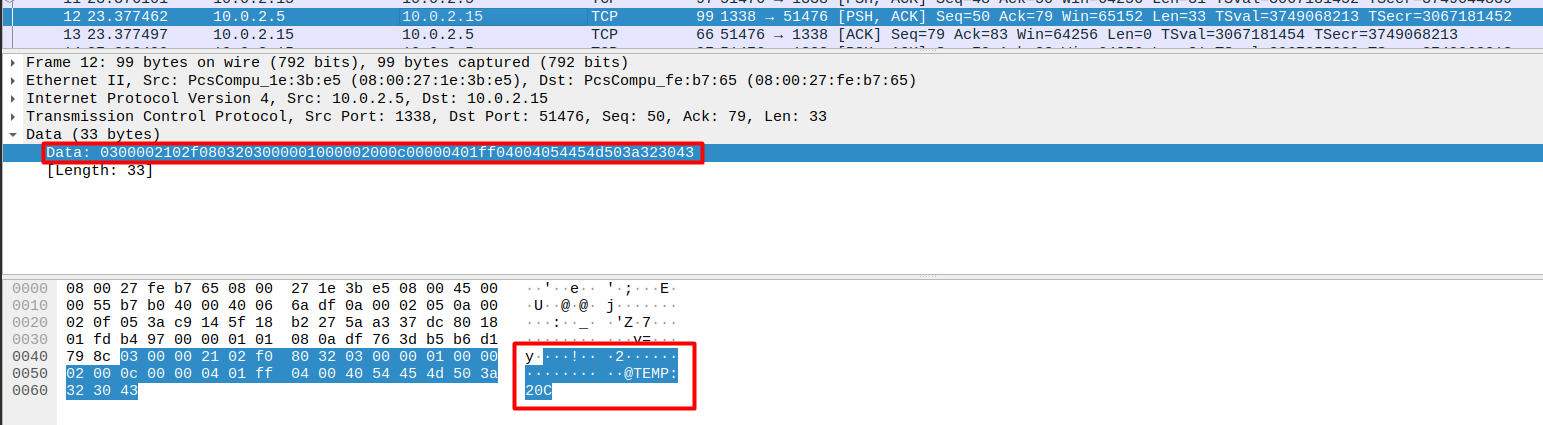 12 23.377462 10.0.2.5 10.0.2.15 TCP 99 1338 → 51476 [PSH, ACK] Seq=50 Ack=79 Win=65152 Len=33 TSval=3749068213 TSecr=3067181452
13 23.377497 10.0.2.15 10.0.2.5 TCP 66 51476 → 1338 [ACK] Seq=79 Ack=83 Win=64256 Len=0 TSval=3067181454 TSecr=3749068213
Frame 12: 99 bytes on wire (792 bits), 99 bytes captured (792 bits)
Ethernet II, Src: PcsCompu_1e:3b:e5 (08:00:27:1e:3b:e5), Dst: PcsCompu_fe:b7:65 (08:00:27:fe:b7:65)
Internet Protocol Version 4, Src: 10.0.2.5, Dst: 10.0.2.15
Transmission Control Protocol, Src Port: 1338, Dst Port: 51476, Seq: 50, Ack: 79, Len: 33
Data (33 bytes)
Data: 0300002102f080320300000100000200​0c00000401ff04004054454d503a323043
[Length: 33]
0000 08 00 27 fe b7 65 08 00 27 1e 3b e5 08 00 45 00 ··'··e·· '·;···E·
0010 00 55 b7 b0 40 00 40 06 6a df 0a 00 02 05 0a 00 ·U··@·@· j·······
0020 02 0f 05 3a c9 14 5f 18 b2 27 5a a3 37 dc 80 18 ···:··_· ·'Z·7···
0030 01 fd b4 97 00 00 01 01 08 0a df 76 3d b5 b6 d1 ········ ···v=···
0040 79 8c 03 00 00 21 02 f0 80 32 03 00 00 01 00 00 y····!·· ·2······
0050 02 00 0c 00 00 04 01 ff 04 00 40 54 45 4d 50 3a ········ ··@TEMP:
0060 32 30 43 20C